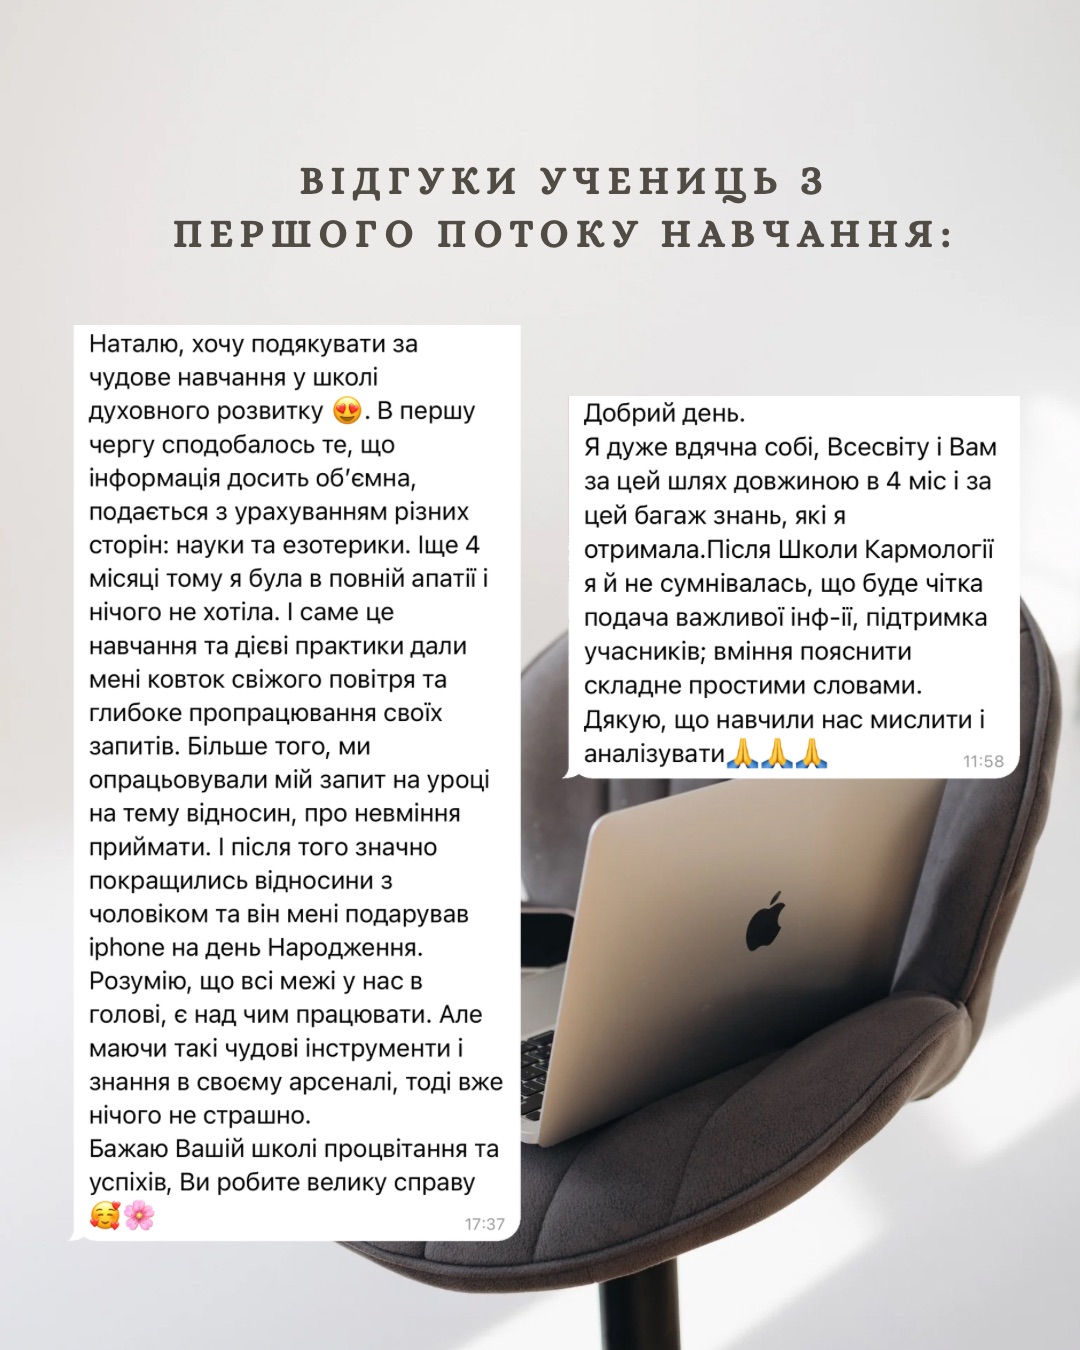 ВІДГУКИ УЧЕНИЦЬ З
ПЕРШОГО ПОТОКУ НАВЧАННЯ:
Наталю, хочу подякувати за
чудове навчання у школі
духовного розвитку 😍. В першу
чергу сподобалось те, що
інформація досить об’ємна,
подається з урахуванням різних
сторін: науки та езотерики. Іще 4
місяці тому я була в повній апатії і
нічого не хотіла. І саме це
навчання та дієві практики дали
мені ковток свіжого повітря та
глибоке пропрацювання своїх
запитів. Більше того, ми
опрацьовували мій запит на уроці
на тему відносин, про невміння
приймати. І після того значно
покращились відносини з
чоловіком та він мені подарував
iphone на день Народження.
Розумію, що всі межі у нас в
голові, є над чим працювати. Але
маючи такі чудові інструменти і
знання в своєму арсеналі, тоді вже
нічого не страшно.
Бажаю Вашій школі процвітання та
успіхів, Ви робите велику справу
🥰🌸
17:37
Добрий день.
Я дуже вдячна собі, Всесвіту і Вам
за цей шлях довжиною в 4 міс і за
цей багаж знань, які я
отримала.Після Школи Кармології
я й не сумнівалась, що буде чітка
подача важливої інф-ії, підтримка
учасників; вміння пояснити
складне простими словами.
Дякую, що навчили нас мислити і
аналізувати🙏🙏🙏
11:58